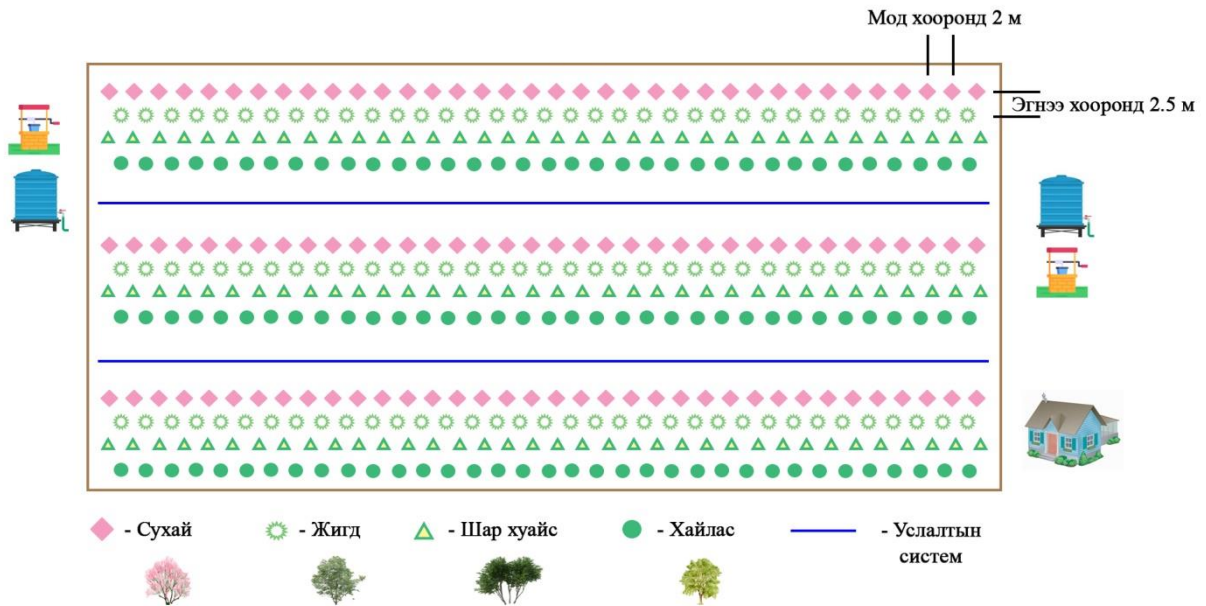 Мод хооронд 2 м
Эгнээ хооронд 2.5 м
- Сухай
- Жигд
- Шар хуайс
- Хайлас
- Услалтын
систем